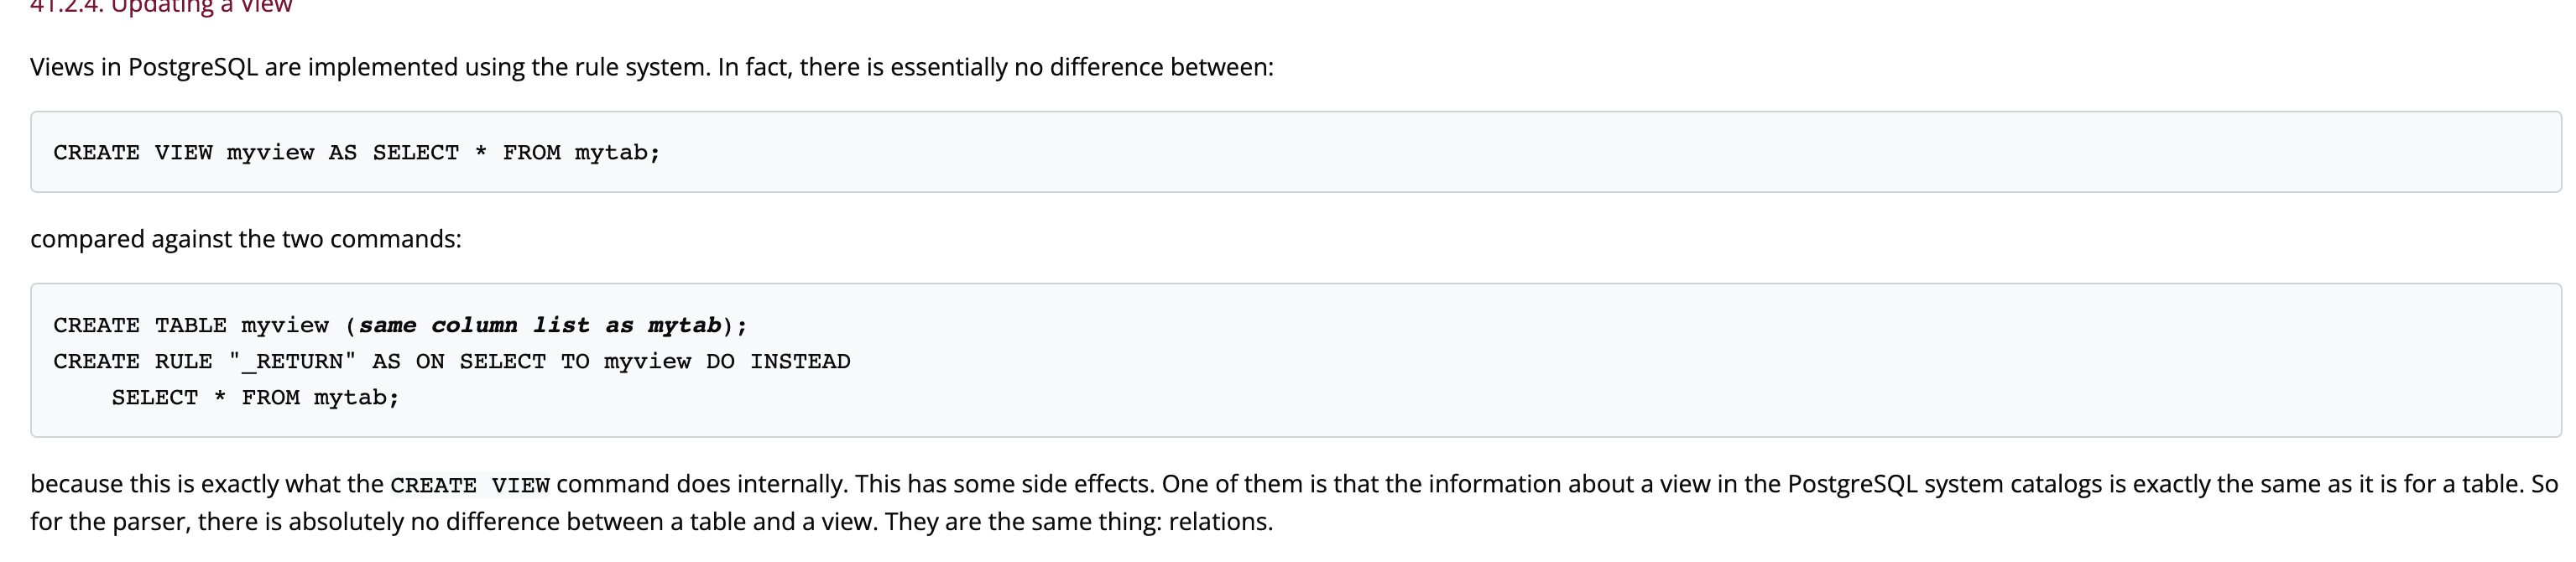 41.2.4. Updating a View
Views in PostgreSQL are implemented using the rule system. In fact, there is essentially no difference between:
CREATE VIEW myview AS SELECT * FROM mytab;
compared against the two commands:
CREATE TABLE myview (same column list as mytab);
CREATE RULE "_RETURN" AS ON SELECT TO myview DO INSTEAD
    SELECT * FROM mytab;
because this is exactly what the CREATE VIEW command does internally. This has some side effects. One of them is that the information about a view in the PostgreSQL system catalogs is exactly the same as it is for a table. So
for the parser, there is absolutely no difference between a table and a view. They are the same thing: relations.